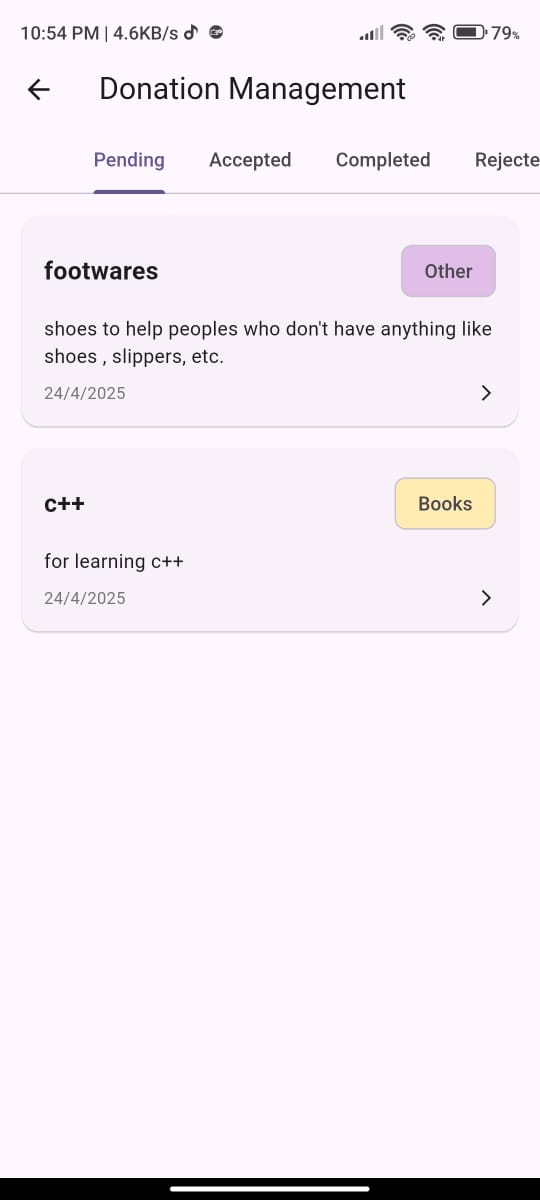 10:54 PM | 4.6KB/s 79%
Donation Management
Pending Accepted Completed Rejecte
footwares Other
shoes to help peoples who don't have anything like
shoes , slippers, etc.
24/4/2025
c++ Books
for learning c++
24/4/2025